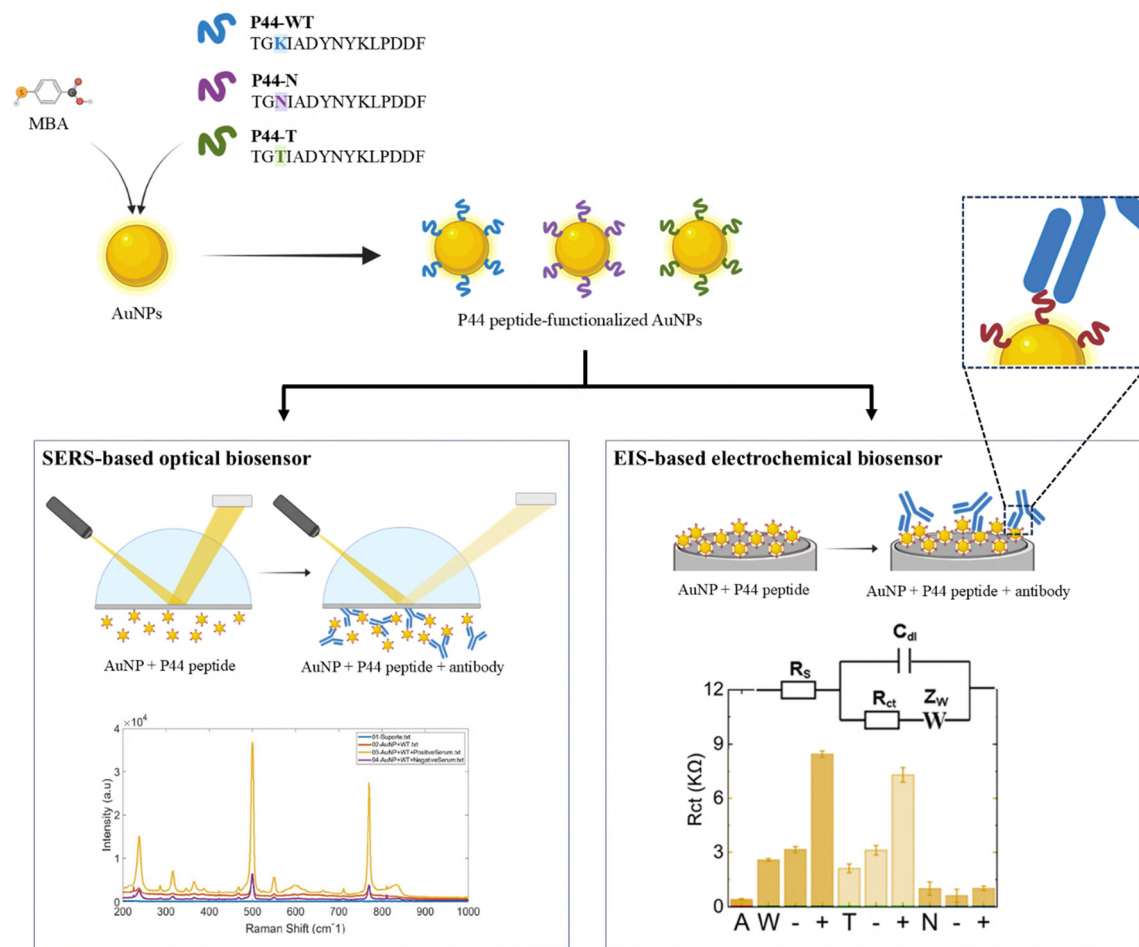 P44-WT
TGKIADYNYKLPDDF
P44-N
TGNIADYNYKLPDDF
P44-T
TGTIADYNYKLPDDF
S
C
O
O
H
H
MBA
AuNPs
P44 peptide-functionalized AuNPs
SERS-based optical biosensor
AuNP + P44 peptide
AuNP + P44 peptide + antibody
×10⁴
4
3
2
1
0
Intensity (a.u)
01-Suporte.txt
02-AuNP+WT.txt
03-AuNP+WT+PositiveSerum.txt
04-AuNP+WT+NegativeSerum.txt
200 300 400 500 600 700 800 900 1000
Raman Shift (cm⁻¹)
EIS-based electrochemical biosensor
AuNP + P44 peptide
AuNP + P44 peptide + antibody
Cdl
RS
Rct
ZW
W
12
9
6
3
0
Rct (KΩ)
A W - + T - + N - +